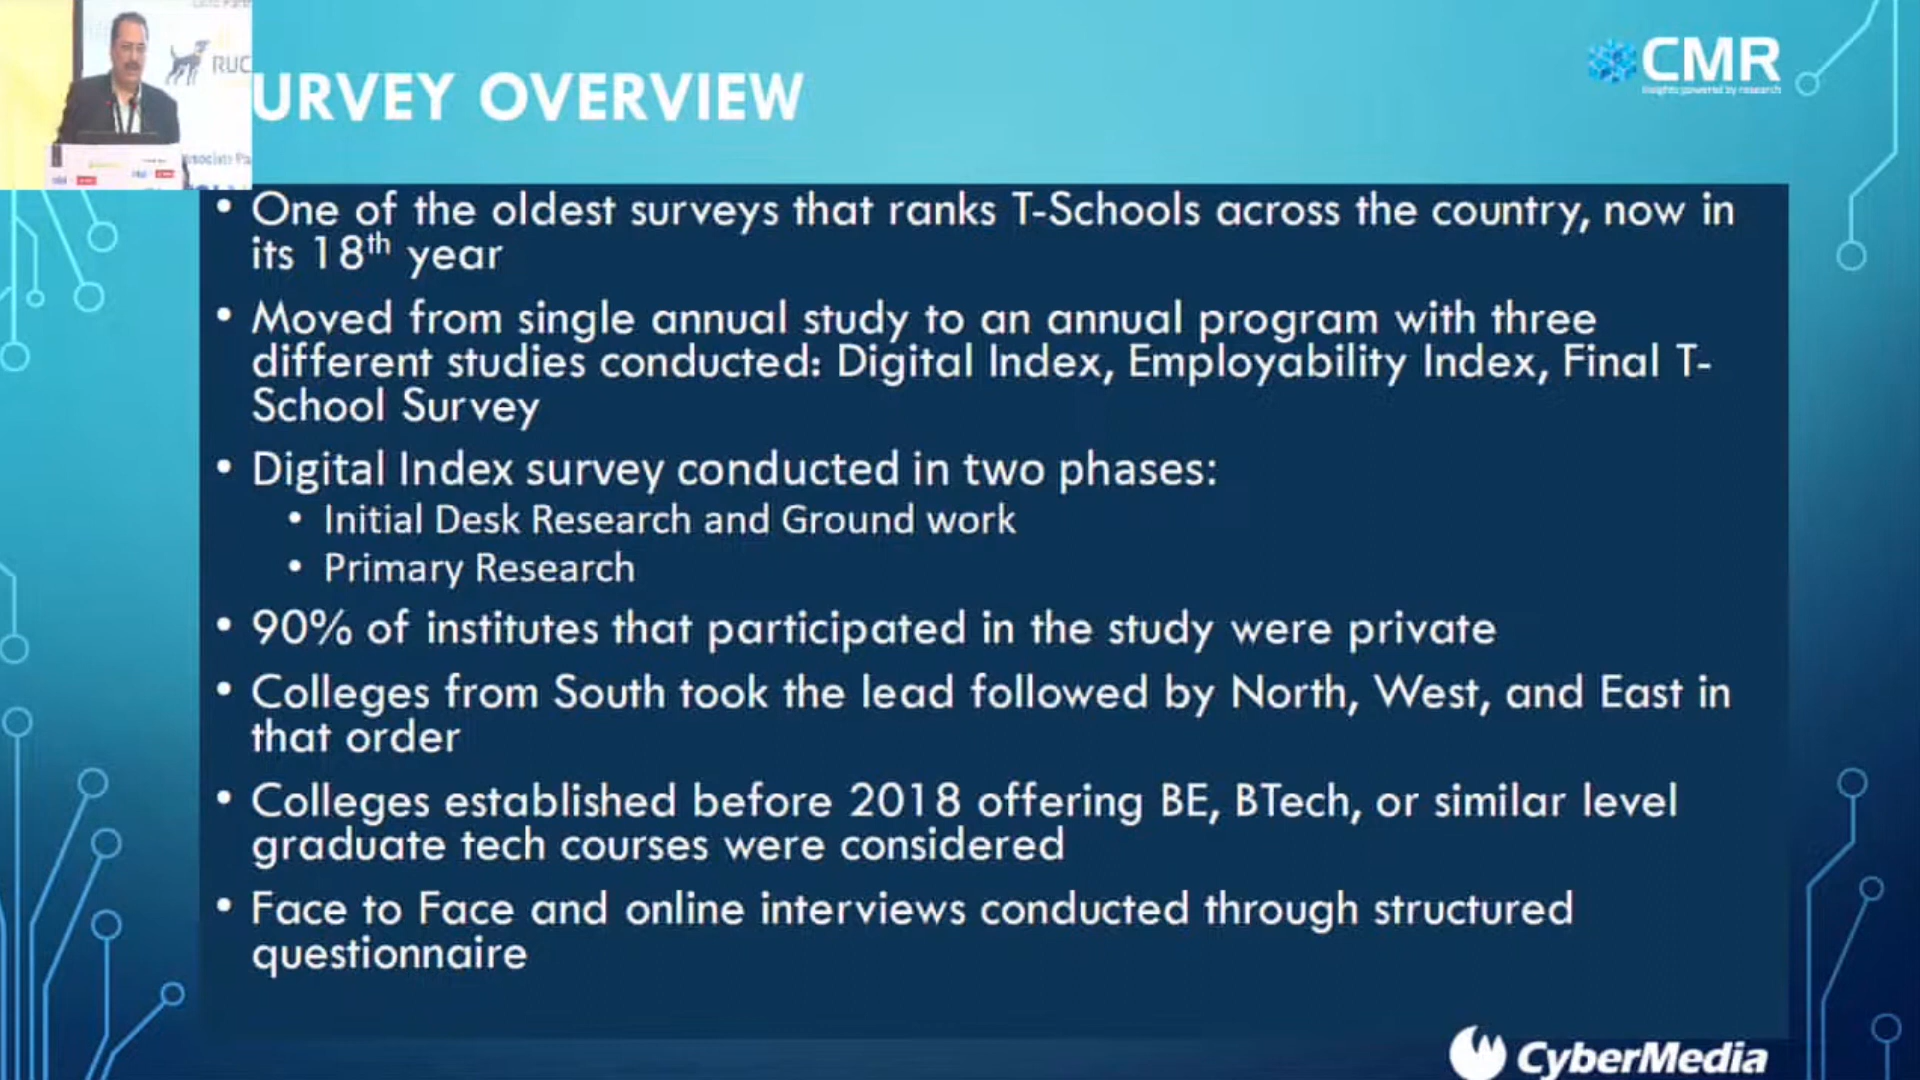 RUC
URVEY OVERVIEW
CMR
Insights powered by research
• One of the oldest surveys that ranks T-Schools across the country, now in
its 18th year
• Moved from single annual study to an annual program with three
different studies conducted: Digital Index, Employability Index, Final T-
School Survey
• Digital Index survey conducted in two phases:
• Initial Desk Research and Ground work
• Primary Research
• 90% of institutes that participated in the study were private
• Colleges from South took the lead followed by North, West, and East in
that order
• Colleges established before 2018 offering BE, BTech, or similar level
graduate tech courses were considered
• Face to Face and online interviews conducted through structured
questionnaire
CyberMedia